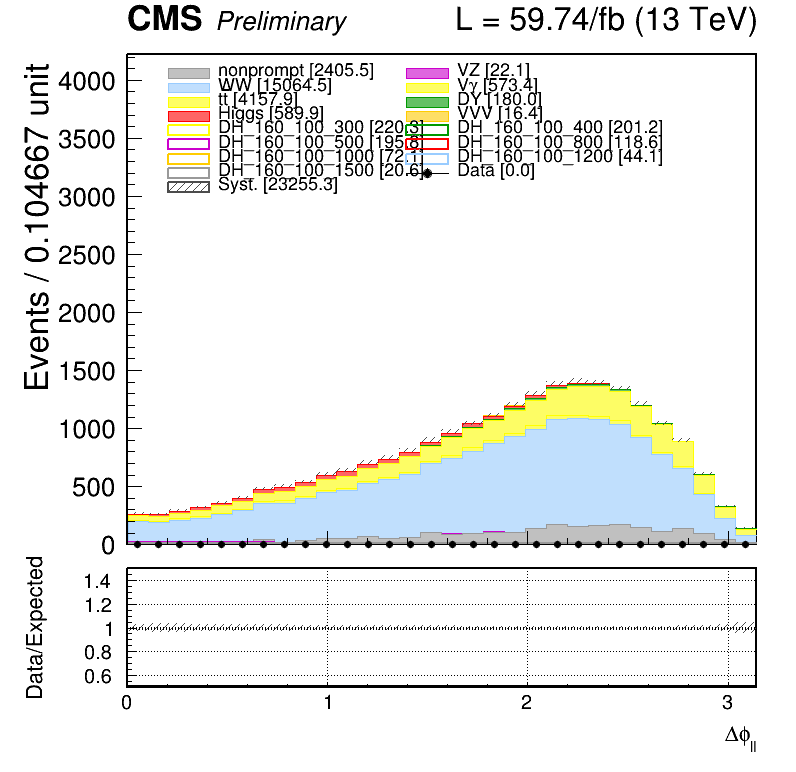 CMS Preliminary L = 59.74/fb (13 TeV)
Events / 0.104667 unit
4000
3500
3000
2500
2000
1500
1000
500
0
nonprompt [2405.5] VZ [22.1]
WW [15064.5] Vγ [573.4]
tt [4157.9] DY [180.0]
Higgs [589.9] VVV [16.4]
DH_160_100_300 [220.3] DH_160_100_400 [201.2]
DH_160_100_500 [195.8] DH_160_100_800 [118.6]
DH_160_100_1000 [72.1] DH_160_100_1200 [44.1]
DH_160_100_1500 [20.6] Data [0.0]
Syst. [23255.3]
Data/Expected
1.4
1.2
1
0.8
0.6
0 1 2 3
Δϕll